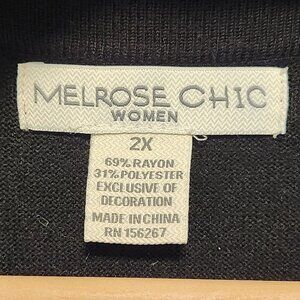 MELROSE CHIC
WOMEN
2X
69% RAYON
31% POLYESTER
EXCLUSIVE OF
DECORATION
MADE IN CHINA
RN 156267